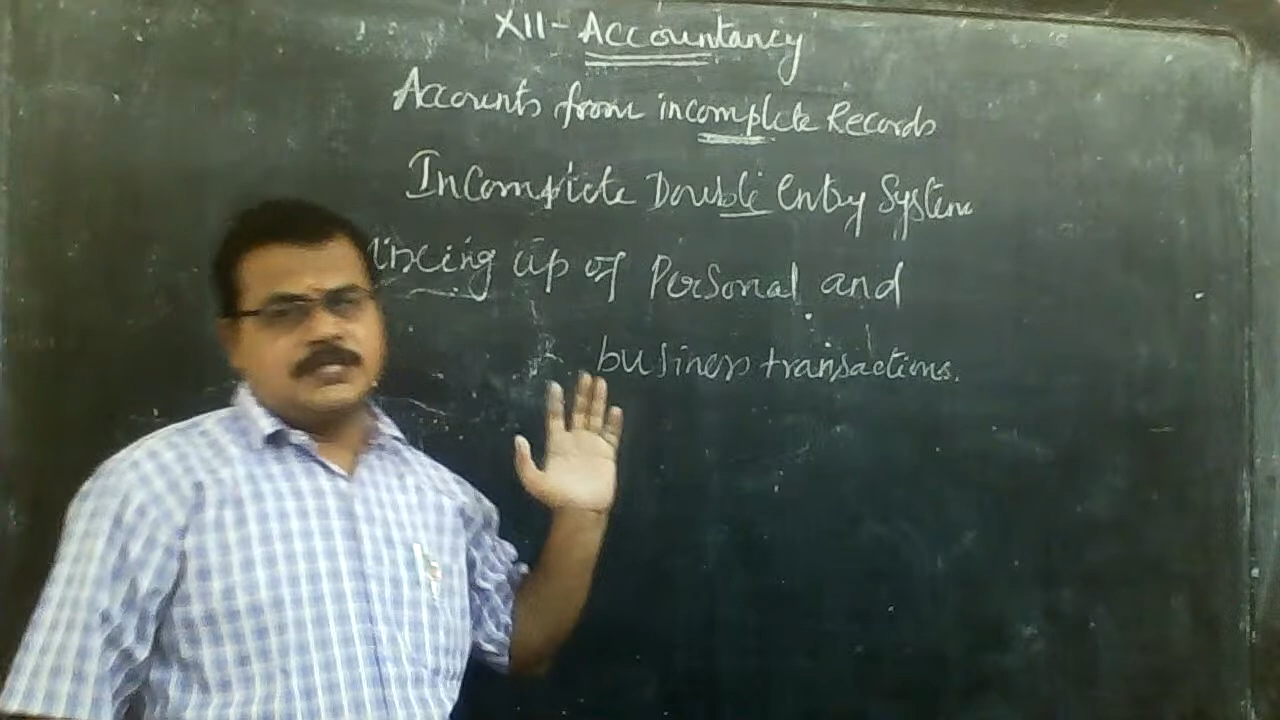 XII - Accountancy
Accounts from incomplete Records
Incomplete Double Entry System
up of Personal and
business transactions.